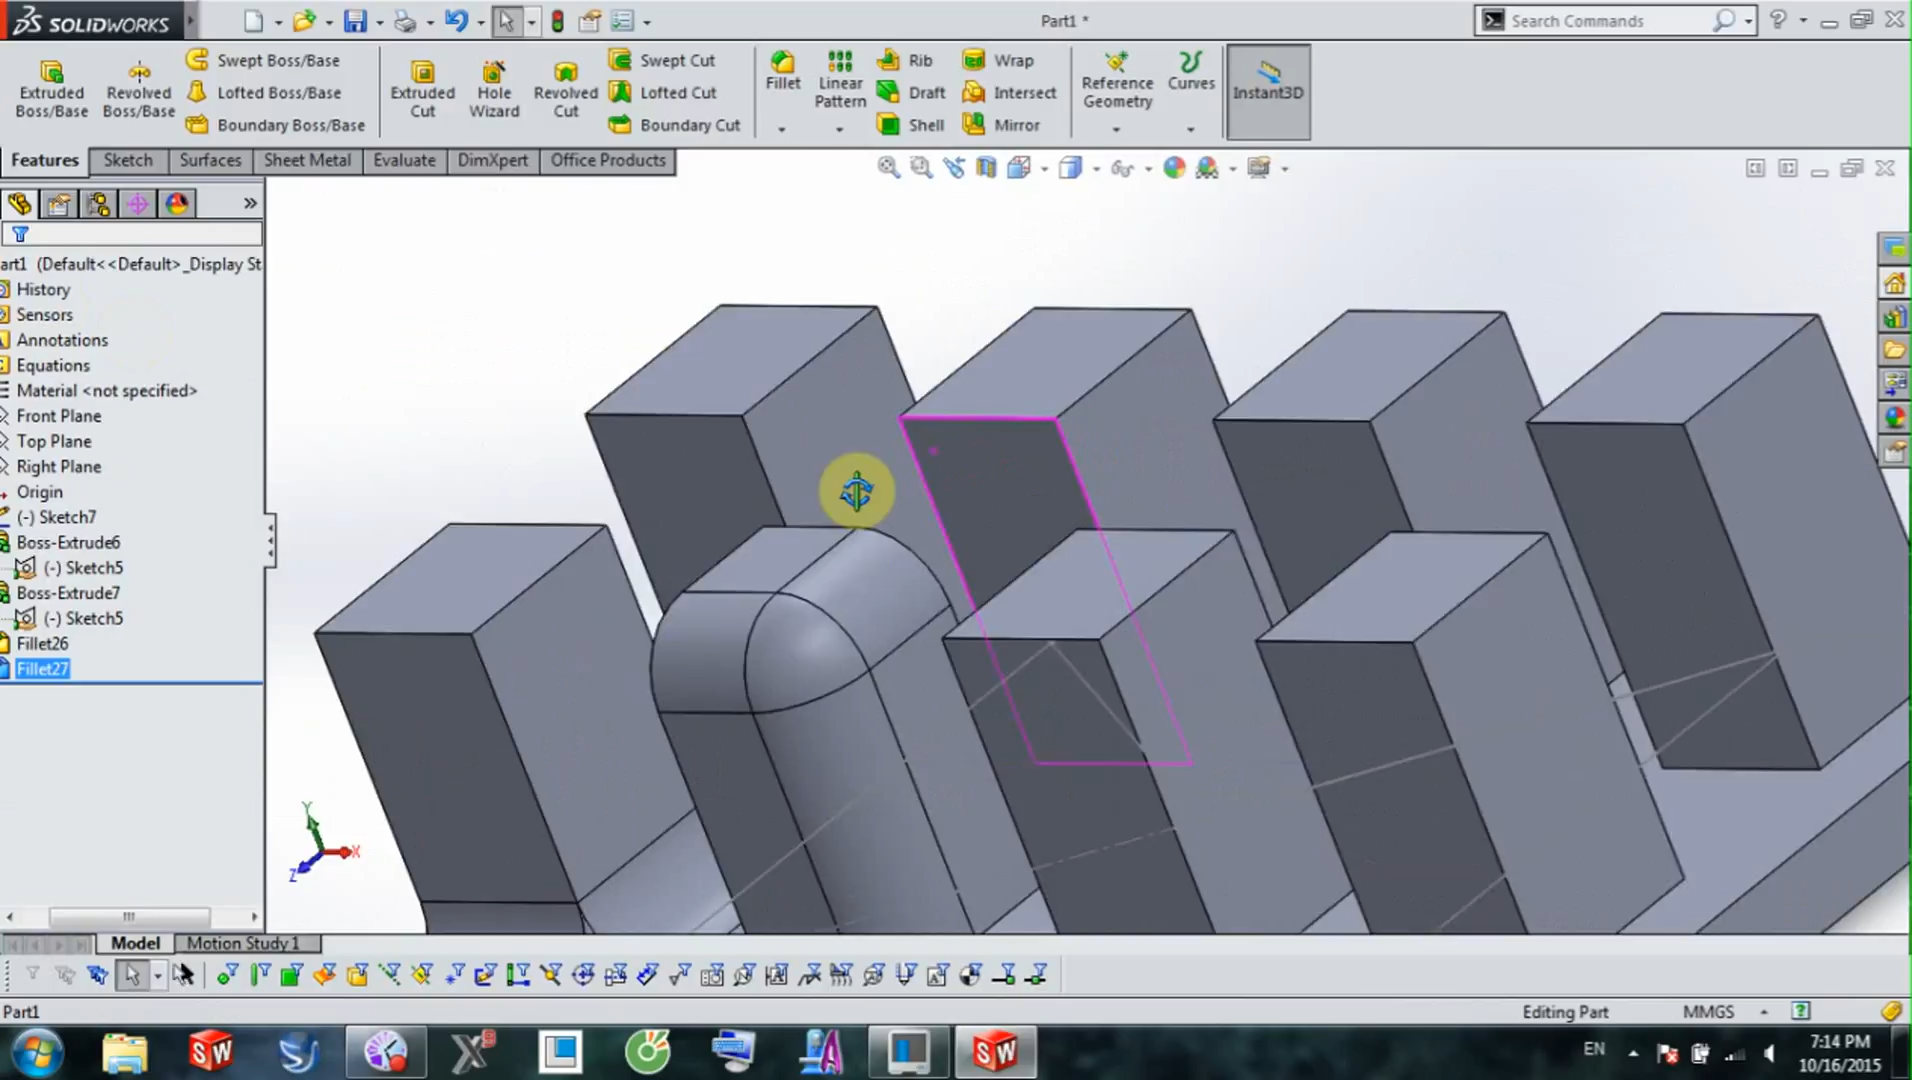 SOLIDWORKS
Part1 *
Search Commands
Extruded Boss/Base
Revolved Boss/Base
Swept Boss/Base
Lofted Boss/Base
Boundary Boss/Base
Extruded Cut
Hole Wizard
Revolved Cut
Swept Cut
Lofted Cut
Boundary Cut
Fillet
Linear Pattern
Rib
Draft
Shell
Wrap
Intersect
Mirror
Reference Geometry
Curves
Instant3D
Features
Sketch
Surfaces
Sheet Metal
Evaluate
DimXpert
Office Products
art1 (Default<<Default>_Display St
History
Sensors
Annotations
Equations
Material <not specified>
Front Plane
Top Plane
Right Plane
Origin
(-) Sketch7
Boss-Extrude6
(-) Sketch5
Boss-Extrude7
(-) Sketch5
Fillet26
Fillet27
Y
X
Z
Model
Motion Study 1
Part1
Editing Part
MMGS
EN
7:14 PM
10/16/2015